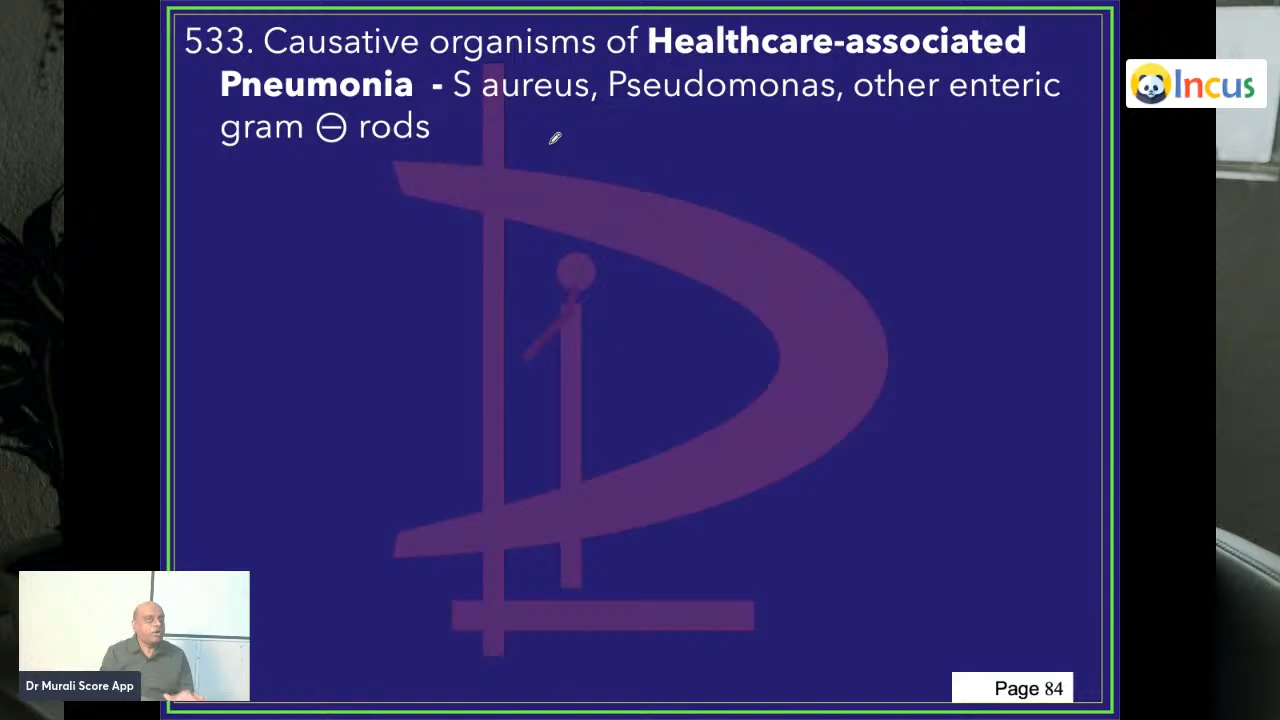 533. Causative organisms of Healthcare-associated
Pneumonia - S aureus, Pseudomonas, other enteric
gram ⊖ rods
Incus
Dr Murali Score App
Page 84